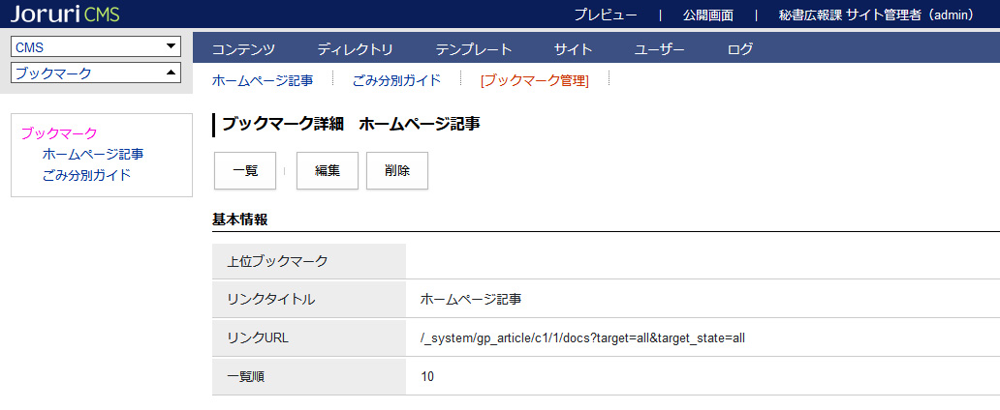 Joruri CMS
プレビュー | 公開画面 | 秘書広報課 サイト管理者（admin）
CMS
ブックマーク
コンテンツ ディレクトリ テンプレート サイト ユーザー ログ
ホームページ記事 ごみ分別ガイド [ブックマーク管理]
ブックマーク
ホームページ記事
ごみ分別ガイド
ブックマーク詳細　ホームページ記事
一覧 | 編集 削除
基本情報
上位ブックマーク
リンクタイトル ホームページ記事
リンクURL /_system/gp_article/c1/1/docs?target=all&target_state=all
一覧順 10